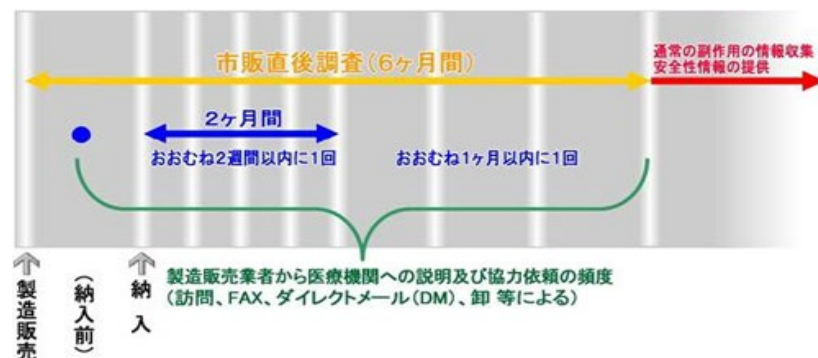 市販直後調査(6ヶ月間)
通常の副作用の情報収集
安全性情報の提供
2ヶ月間
おおむね2週間以内に1回
おおむね1ヶ月以内に1回
製造販売業者から医療機関への説明及び協力依頼の頻度
(訪問、FAX、ダイレクトメール(DM)、卸 等による)
製造販売
(納入前)
納入